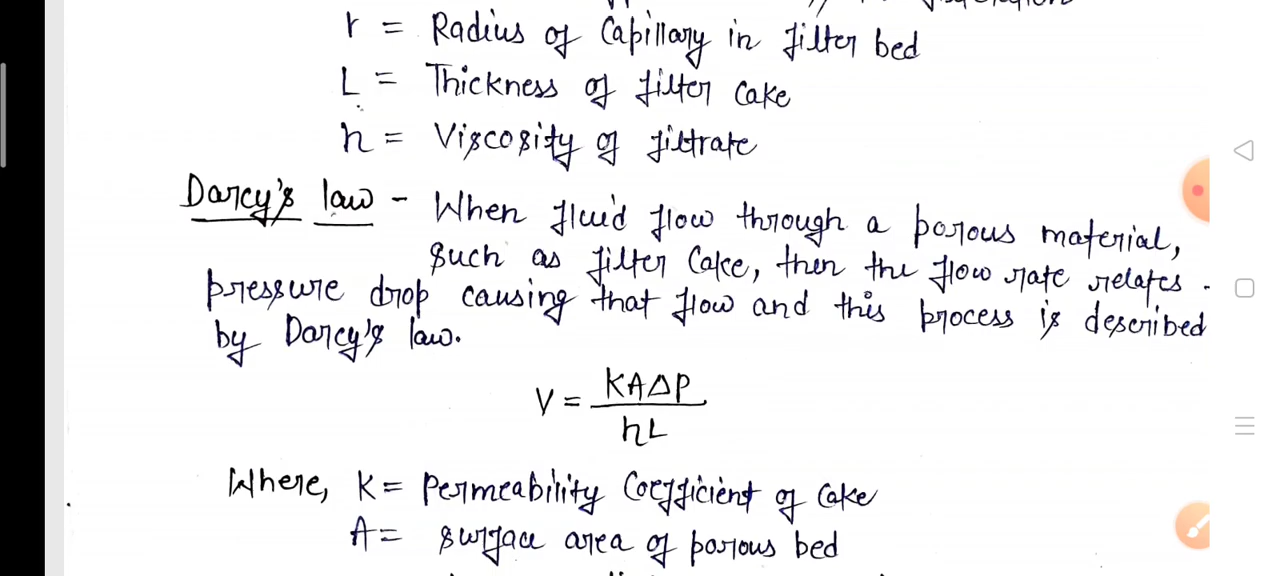 r = Radius of Capillary in filter bed
L = Thickness of filter Cake
η = Viscosity of filtrate
Darcy's law - When fluid flow through a porous material,
such as filter Cake, then the flow rate relates
pressure drop causing that flow and this process is described
by Darcy's law.
V = KAΔP / ηL
Where, K = Permeability Coefficient of Cake
A = surface area of porous bed